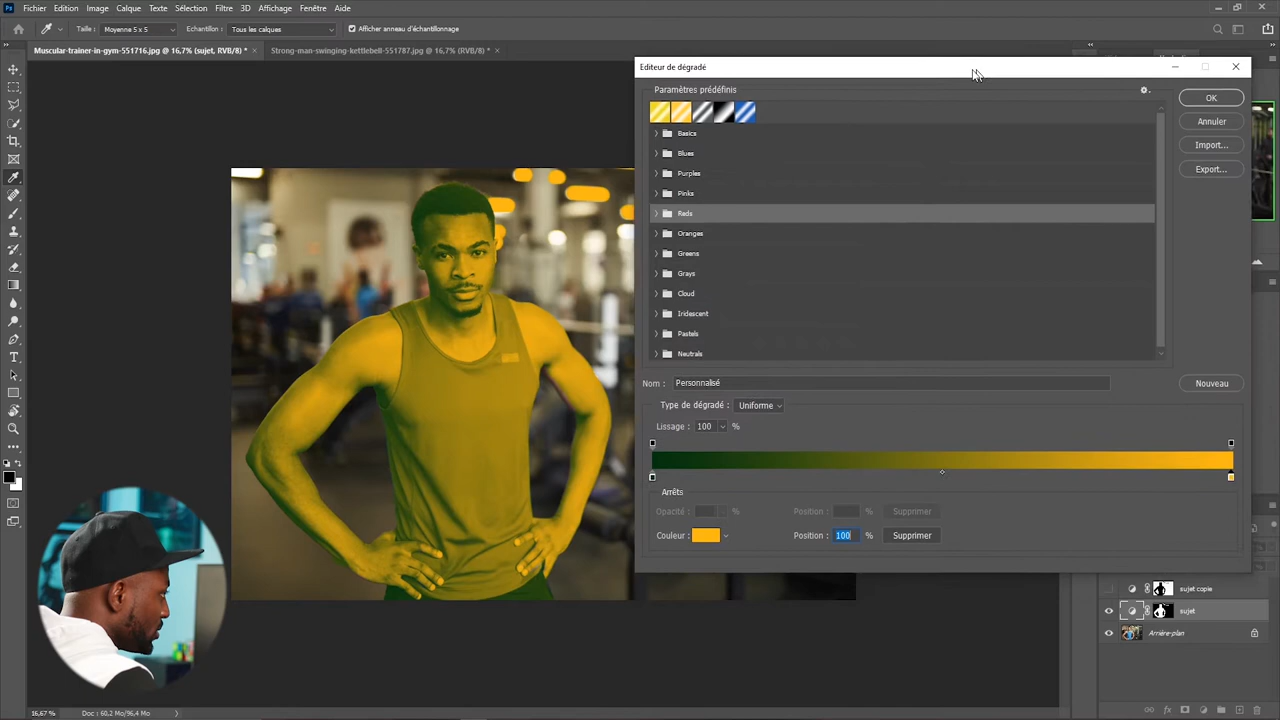 Fichier Edition Image Calque Texte Sélection Filtre 3D Affichage Fenêtre Aide
Taille : Moyenne 5 x 5 Echantillon : Tous les calques Afficher anneau d'échantillonnage
Muscular-trainer-in-gym-551716.jpg @ 16,7% (sujet, RVB/8) * × Strong-man-swinging-kettlebell-551787.jpg @ 16,7% (RVB/8) * ×
Editeur de dégradé
Paramètres prédéfinis
OK
Annuler
Basics
Import...
Blues
Export...
Purples
Pinks
Reds
Oranges
Greens
Grays
Cloud
Iridescent
Pastels
Neutrals
Nom : Personnalisé Nouveau
Type de dégradé : Uniforme
Lissage : 100 %
Arrêts
Opacité : % Position : % Supprimer
Couleur : Position : 100 % Supprimer
sujet copie
sujet
Arrière-plan
16,67 % Doc : 60,2 Mo/96,4 Mo